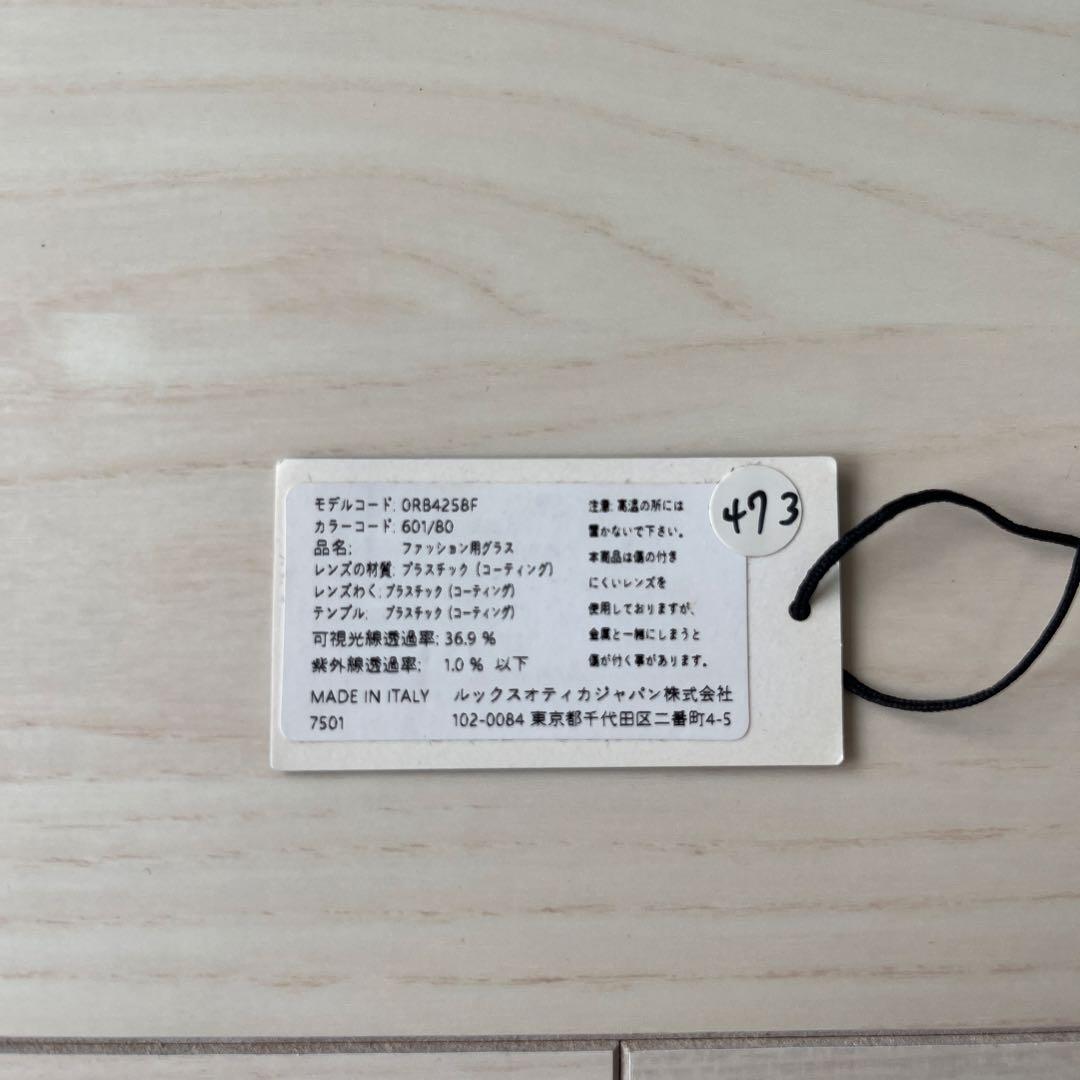 モデルコード: 0RB4258F
カラーコード: 601/80
品名: ファッション用グラス
レンズの材質: プラスチック (コーティング)
レンズわく: プラスチック (コーティング)
テンプル: プラスチック (コーティング)
可視光線透過率: 36.9 %
紫外線透過率: 1.0 % 以下
MADE IN ITALY
7501
注意: 高温の所には
置かないで下さい。
本商品は傷の付き
にくいレンズを
使用しておりますが、
金属と一緒にしまうと
傷が付く事があります。
ルックスオティカジャパン株式会社
102-0084 東京都千代田区二番町4-5
473